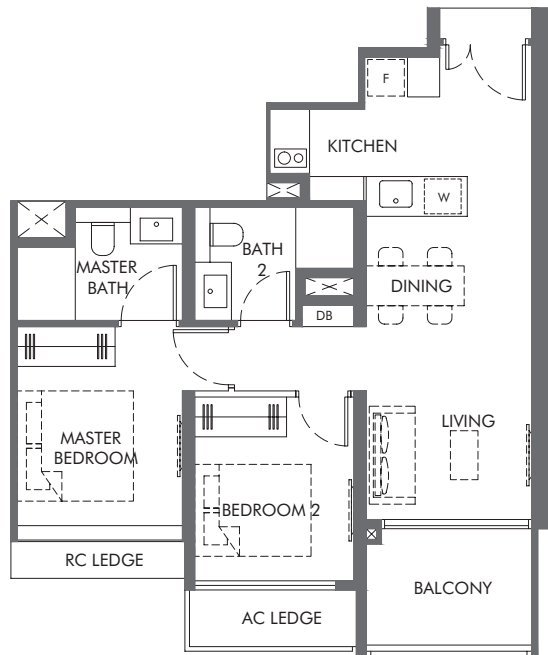 F
KITCHEN
W
BATH
2
MASTER
BATH
DINING
DB
LIVING
MASTER
BEDROOM
BEDROOM 2
RC LEDGE
BALCONY
AC LEDGE